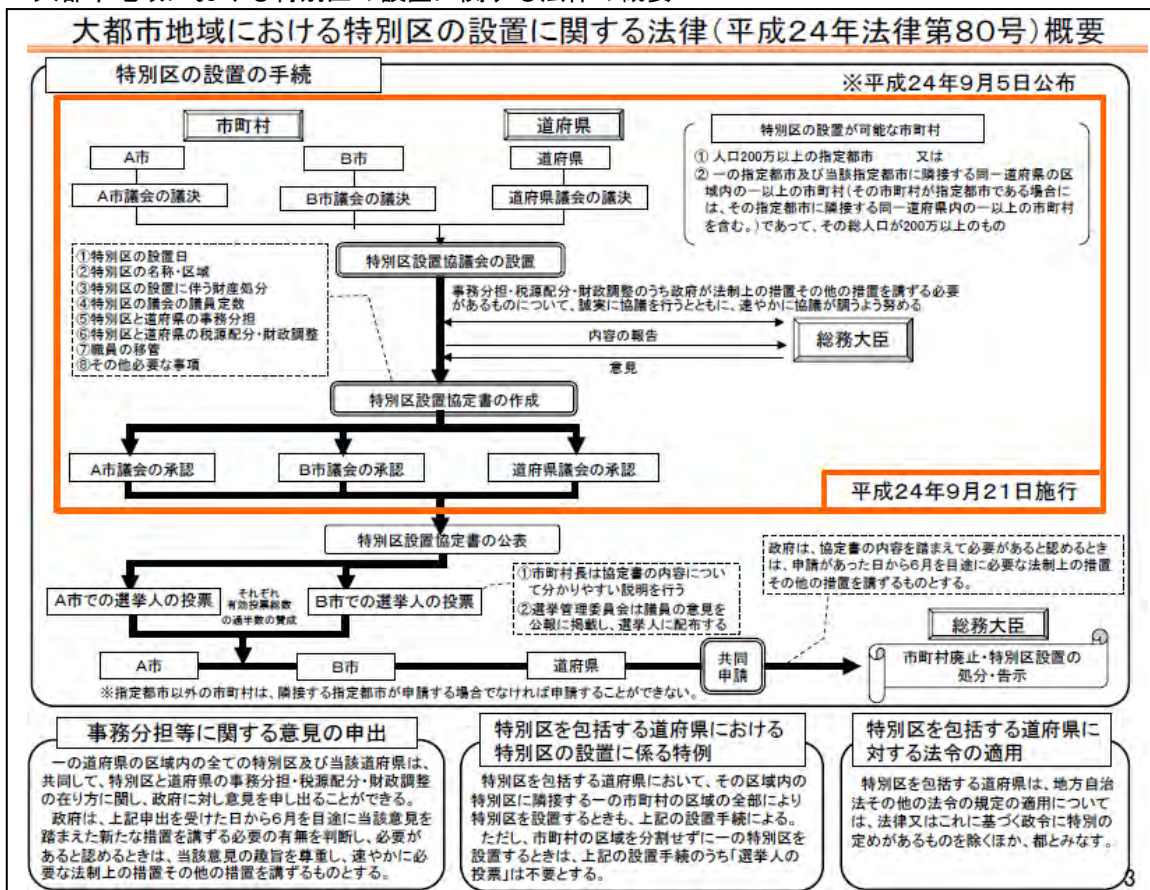 大都市地域における特別区の設置に関する法律(平成24年法律第80号)概要
特別区の設置の手続
※平成24年9月5日公布
市町村
道府県
A市
B市
道府県
A市議会の議決
B市議会の議決
道府県議会の議決
特別区の設置が可能な市町村
① 人口200万以上の指定都市 又は
② 一の指定都市及び当該指定都市に隣接する同一道府県の区
域内の一以上の市町村(その市町村が指定都市である場合に
は、その指定都市に隣接する同一道府県内の一以上の市町村
を含む。)であって、その総人口が200万以上のもの
特別区設置協議会の設置
①特別区の設置日
②特別区の名称・区域
③特別区の設置に伴う財産処分
④特別区の議会の議員定数
⑤特別区と道府県の事務分担
⑥特別区と道府県の税源配分・財政調整
⑦職員の移管
⑧その他必要な事項
事務分担・税源配分・財政調整のうち政府が法制上の措置その他の措置を講ずる必要
があるものについて、誠実に協議を行うとともに、速やかに協議が調うよう努める
内容の報告
意見
総務大臣
特別区設置協定書の作成
A市議会の承認
B市議会の承認
道府県議会の承認
平成24年9月21日施行
特別区設置協定書の公表
A市での選挙人の投票
それぞれ
有効投票総数
の過半数の賛成
B市での選挙人の投票
①市町村長は協定書の内容につい
て分かりやすい説明を行う
②選挙管理委員会は議員の意見を
公報に掲載し、選挙人に配布する
政府は、協定書の内容を踏まえて必要があると認めるとき
は、申請があった日から6月を目途に必要な法制上の措置
その他の措置を講ずるものとする。
A市
B市
道府県
共同
申請
総務大臣
市町村廃止・特別区設置の
処分・告示
※指定都市以外の市町村は、隣接する指定都市が申請する場合でなければ申請することができない。
事務分担等に関する意見の申出
一の道府県の区域内の全ての特別区及び当該道府県は、
共同して、特別区と道府県の事務分担・税源配分・財政調整
の在り方に関し、政府に対し意見を申し出ることができる。
政府は、上記申出を受けた日から6月を目途に当該意見を
踏まえた新たな措置を講ずる必要の有無を判断し、必要が
あると認めるときは、当該意見の趣旨を尊重し、速やかに必
要な法制上の措置その他の措置を講ずるものとする。
特別区を包括する道府県における
特別区の設置に係る特例
特別区を包括する道府県において、その区域内の
特別区に隣接する一の市町村の区域の全部により
特別区を設置するときも、上記の設置手続による。
ただし、市町村の区域を分割せずに一の特別区を
設置するときは、上記の設置手続のうち「選挙人の
投票」は不要とする。
特別区を包括する道府県に
対する法令の適用
特別区を包括する道府県は、地方自治
法その他の法令の規定の適用について
は、法律又はこれに基づく政令に特別の
定めがあるものを除くほか、都とみなす。
3